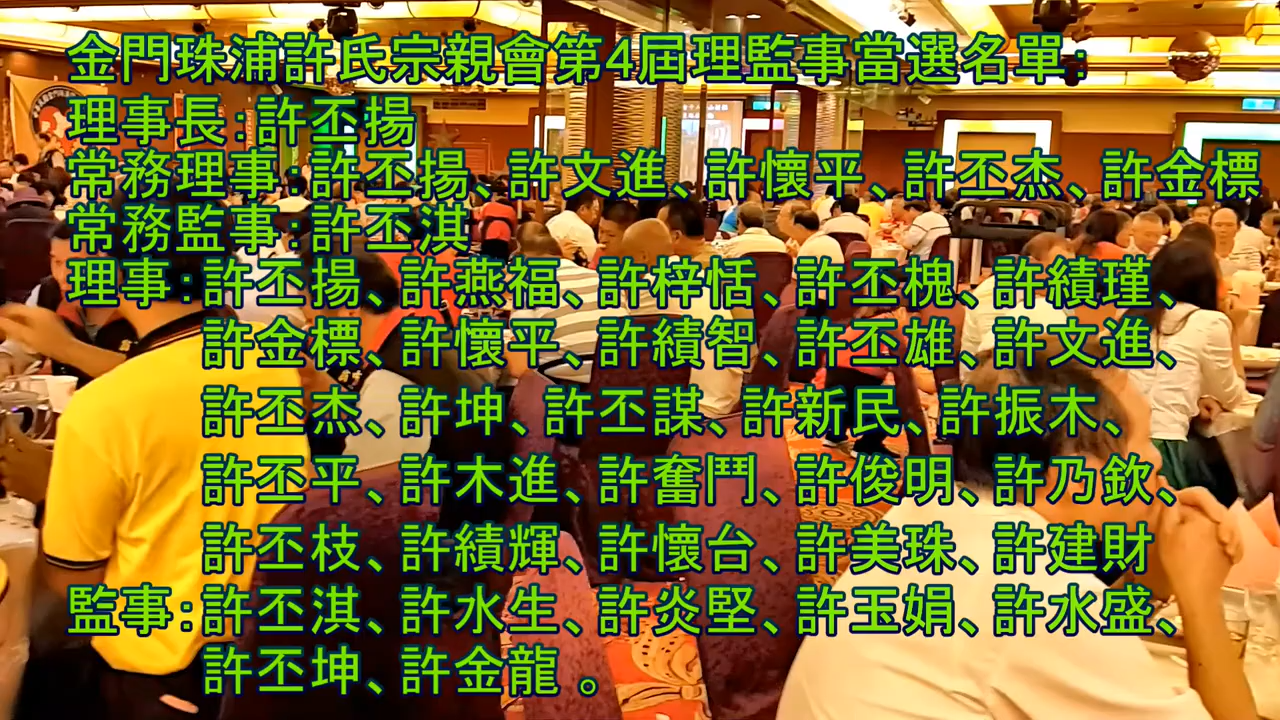 金門珠浦許氏宗親會第4屆理監事當選名單：
理事長：許丕揚
常務理事：許丕揚、許文進、許懷平、許丕杰、許金標
常務監事：許丕淇
理事：許丕揚、許燕福、許梓恬、許丕槐、許績瑾、
許金標、許懷平、許績智、許丕雄、許文進、
許丕杰、許坤、許丕謀、許新民、許振木、
許丕平、許木進、許奮鬥、許俊明、許乃欽、
許丕枝、許績輝、許懷台、許美珠、許建財
監事：許丕淇、許水生、許炎堅、許玉娟、許水盛、
許丕坤、許金龍。